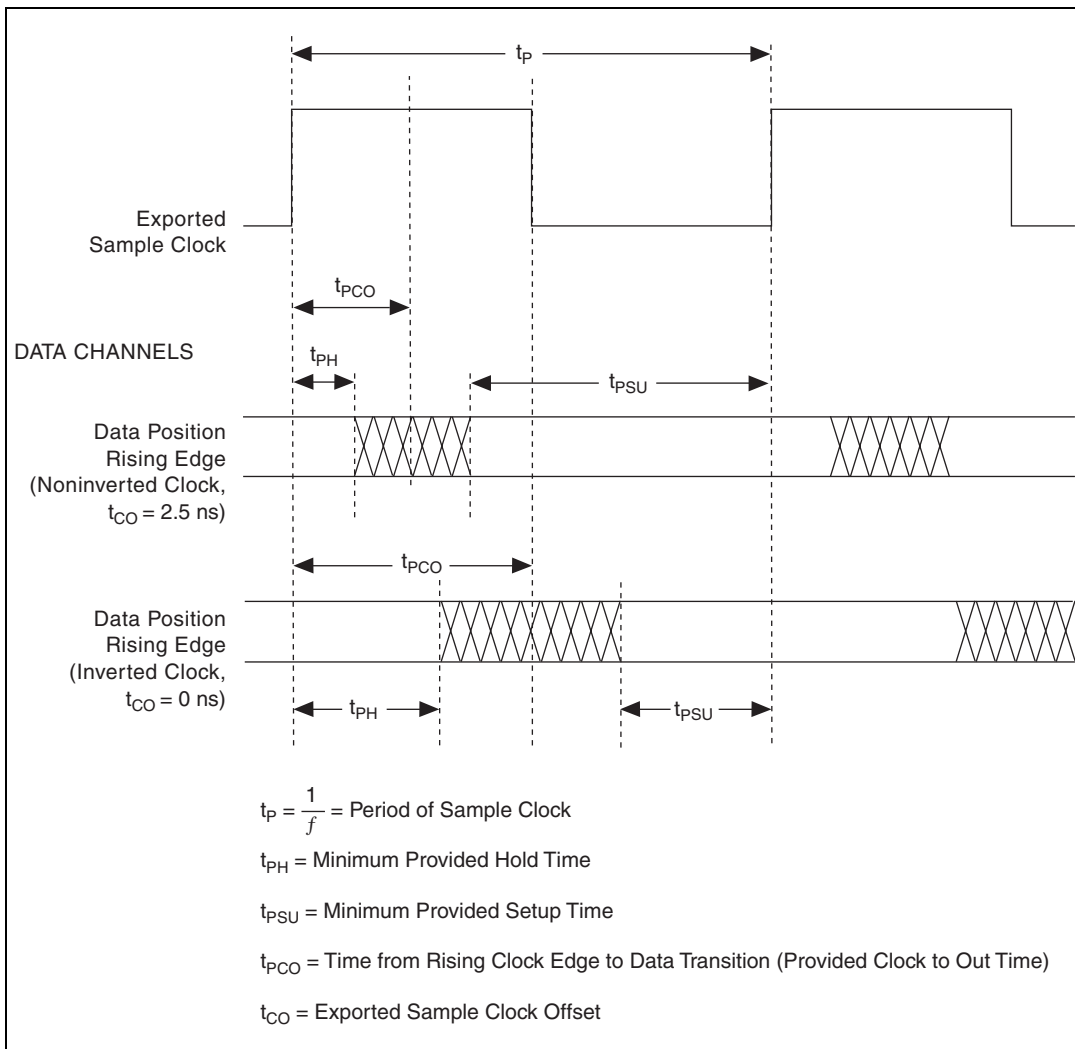 tP
Exported
Sample Clock
tPCO
DATA CHANNELS
tPH
tPSU
Data Position
Rising Edge
(Noninverted Clock,
tCO = 2.5 ns)
tPCO
Data Position
Rising Edge
(Inverted Clock,
tCO = 0 ns)
tPH
tPSU
tP = 1/f = Period of Sample Clock
tPH = Minimum Provided Hold Time
tPSU = Minimum Provided Setup Time
tPCO = Time from Rising Clock Edge to Data Transition (Provided Clock to Out Time)
tCO = Exported Sample Clock Offset